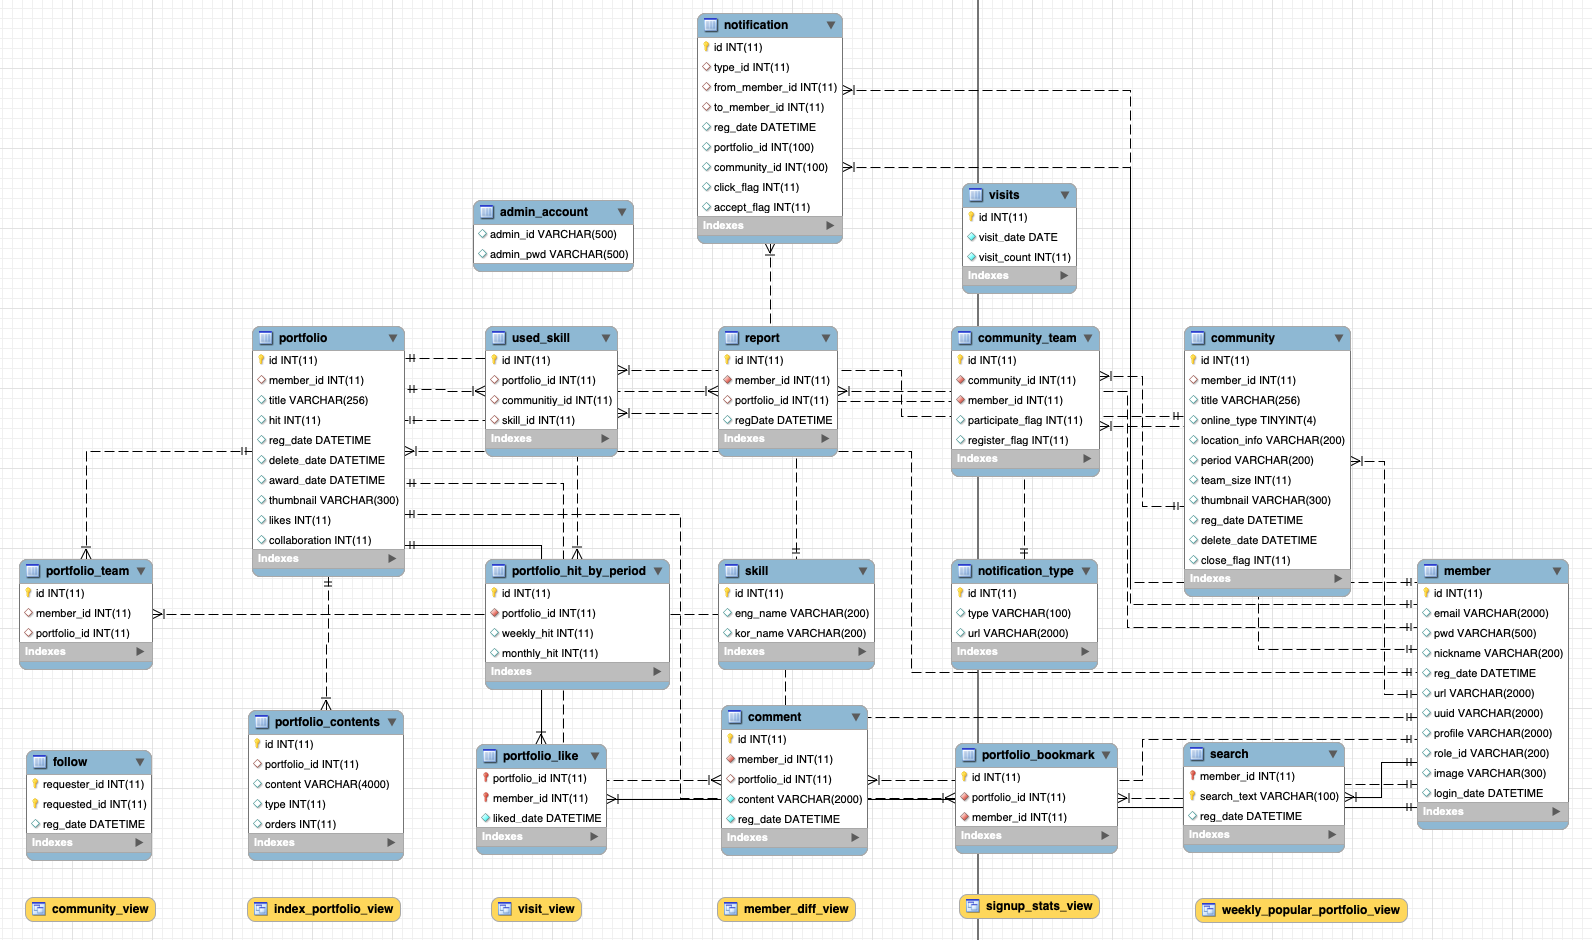 notification
id INT(11)
type_id INT(11)
from_member_id INT(11)
to_member_id INT(11)
reg_date DATETIME
portfolio_id INT(100)
community_id INT(100)
click_flag INT(11)
accept_flag INT(11)
Indexes
admin_account
admin_id VARCHAR(500)
admin_pwd VARCHAR(500)
visits
id INT(11)
visit_date DATE
visit_count INT(11)
Indexes
portfolio
id INT(11)
member_id INT(11)
title VARCHAR(256)
hit INT(11)
reg_date DATETIME
delete_date DATETIME
award_date DATETIME
thumbnail VARCHAR(300)
likes INT(11)
collaboration INT(11)
Indexes
used_skill
id INT(11)
portfolio_id INT(11)
communitiy_id INT(11)
skill_id INT(11)
Indexes
report
id INT(11)
member_id INT(11)
portfolio_id INT(11)
regDate DATETIME
Indexes
community_team
id INT(11)
community_id INT(11)
member_id INT(11)
participate_flag INT(11)
register_flag INT(11)
Indexes
community
id INT(11)
member_id INT(11)
title VARCHAR(256)
online_type TINYINT(4)
location_info VARCHAR(200)
period VARCHAR(200)
team_size INT(11)
thumbnail VARCHAR(300)
reg_date DATETIME
delete_date DATETIME
close_flag INT(11)
Indexes
portfolio_team
id INT(11)
member_id INT(11)
portfolio_id INT(11)
Indexes
portfolio_hit_by_period
id INT(11)
portfolio_id INT(11)
weekly_hit INT(11)
monthly_hit INT(11)
Indexes
skill
id INT(11)
eng_name VARCHAR(200)
kor_name VARCHAR(200)
Indexes
notification_type
id INT(11)
type VARCHAR(100)
url VARCHAR(2000)
Indexes
member
id INT(11)
email VARCHAR(2000)
pwd VARCHAR(500)
nickname VARCHAR(200)
reg_date DATETIME
url VARCHAR(2000)
uuid VARCHAR(2000)
profile VARCHAR(2000)
role_id VARCHAR(200)
image VARCHAR(300)
login_date DATETIME
Indexes
follow
requester_id INT(11)
requested_id INT(11)
reg_date DATETIME
Indexes
portfolio_contents
id INT(11)
portfolio_id INT(11)
content VARCHAR(4000)
type INT(11)
orders INT(11)
Indexes
portfolio_like
portfolio_id INT(11)
member_id INT(11)
liked_date DATETIME
Indexes
comment
id INT(11)
member_id INT(11)
portfolio_id INT(11)
content VARCHAR(2000)
reg_date DATETIME
Indexes
portfolio_bookmark
id INT(11)
portfolio_id INT(11)
member_id INT(11)
Indexes
search
member_id INT(11)
search_text VARCHAR(100)
reg_date DATETIME
Indexes
community_view
index_portfolio_view
visit_view
member_diff_view
signup_stats_view
weekly_popular_portfolio_view